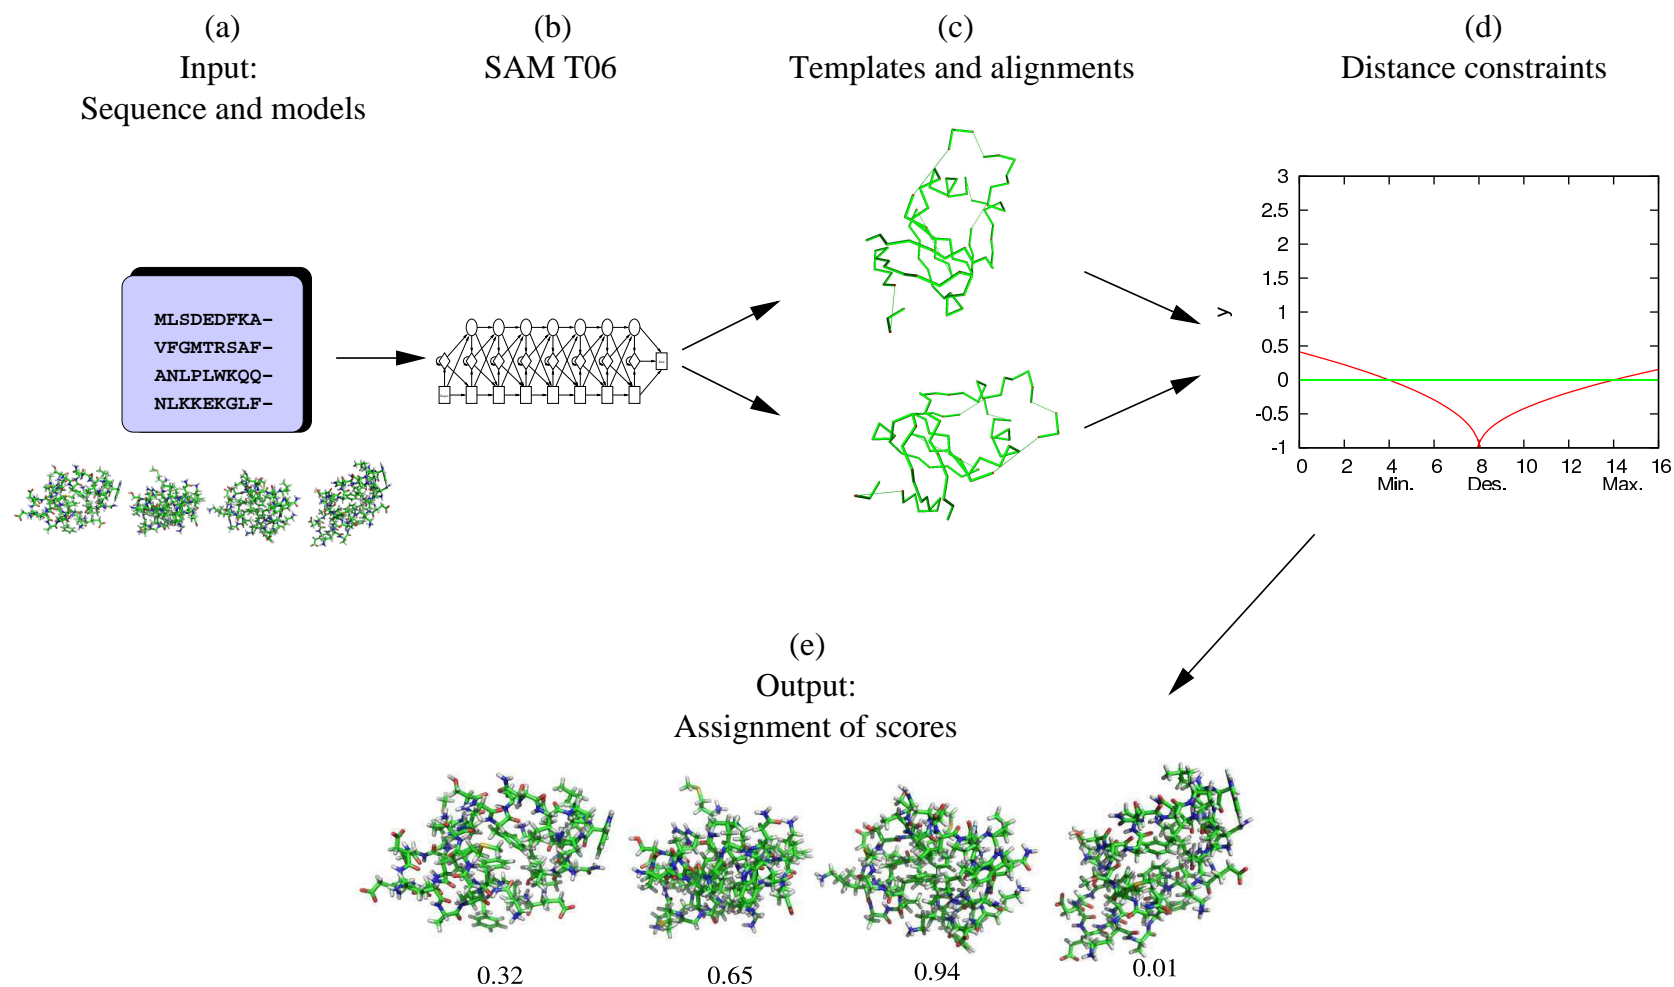 (a)
Input:
Sequence and models
(b)
SAM T06
(c)
Templates and alignments
(d)
Distance constraints
MLSDEDFKA-
VFGMTRSAF-
ANLPLWKQQ-
NLKKEKGLF-
3
2.5
2
1.5
1
0.5
0
-0.5
-1
y
0 2 4 6 8 10 12 14 16
Min. Des. Max.
(e)
Output:
Assignment of scores
0.32 0.65 0.94 0.01